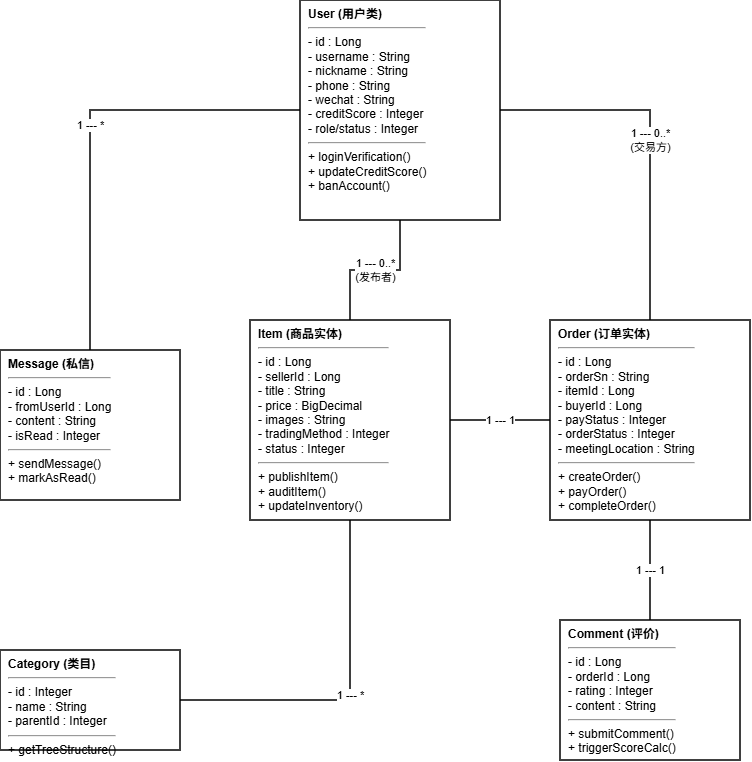 User (用户类)
- id : Long
- username : String
- nickname : String
- phone : String
- wechat : String
- creditScore : Integer
- role/status : Integer
+ loginVerification()
+ updateCreditScore()
+ banAccount()
1 --- *
1 --- 0..*
(交易方)
1 --- 0..*
(发布者)
Message (私信)
- id : Long
- fromUserId : Long
- content : String
- isRead : Integer
+ sendMessage()
+ markAsRead()
Item (商品实体)
- id : Long
- sellerId : Long
- title : String
- price : BigDecimal
- images : String
- tradingMethod : Integer
- status : Integer
+ publishItem()
+ auditItem()
+ updateInventory()
1 --- 1
Order (订单实体)
- id : Long
- orderSn : String
- itemId : Long
- buyerId : Long
- payStatus : Integer
- orderStatus : Integer
- meetingLocation : String
+ createOrder()
+ payOrder()
+ completeOrder()
1 --- 1
Category (类目)
- id : Integer
- name : String
- parentId : Integer
+ getTreeStructure()
1 --- *
Comment (评价)
- id : Long
- orderId : Long
- rating : Integer
- content : String
+ submitComment()
+ triggerScoreCalc()